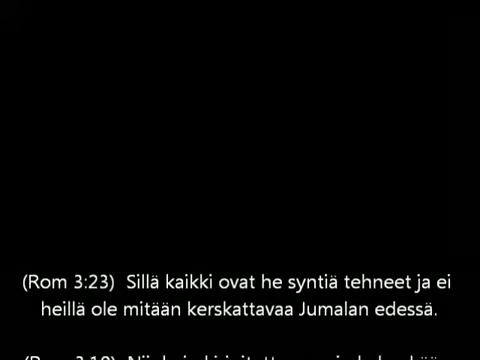 (Rom 3:23)  Sillä kaikki ovat he syntiä tehneet ja ei
heillä ole mitään kerskattavaa Jumalan edessä.